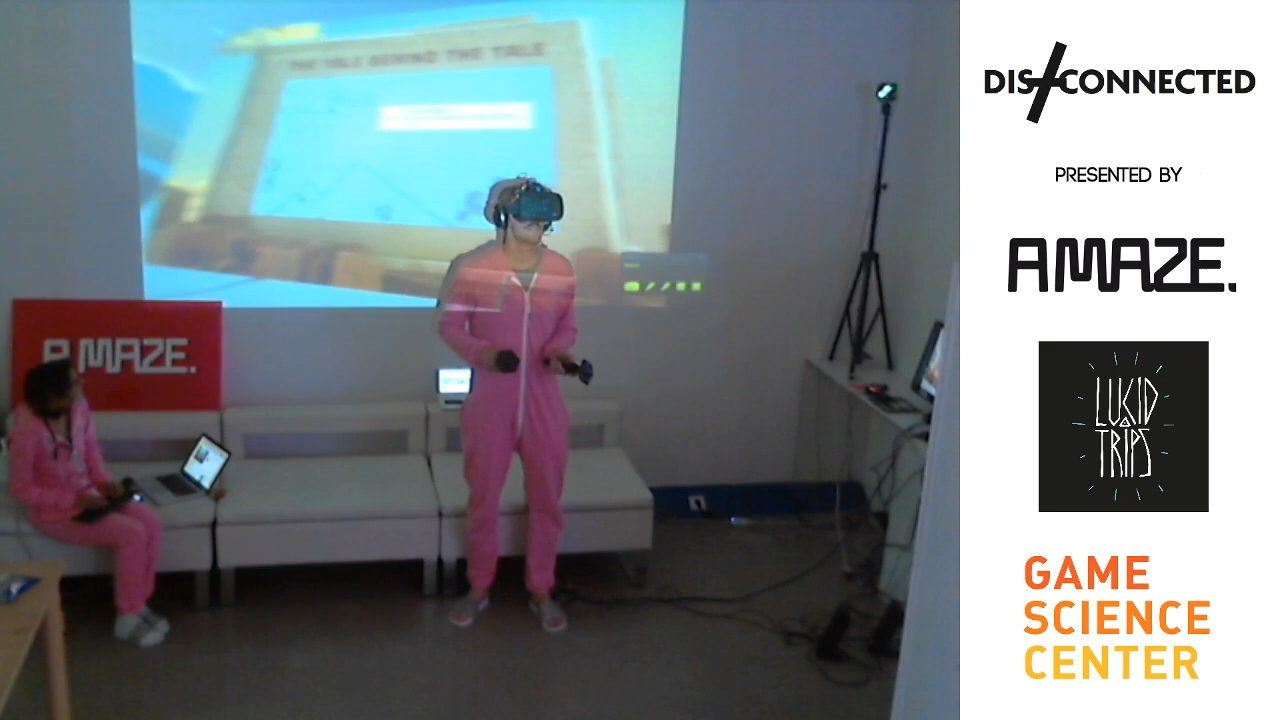 THE TALE BEHIND THE TALE
A MAZE.
DIS/CONNECTED
PRESENTED BY
A MAZE.
LUCID
TRIPS
GAME
SCIENCE
CENTER